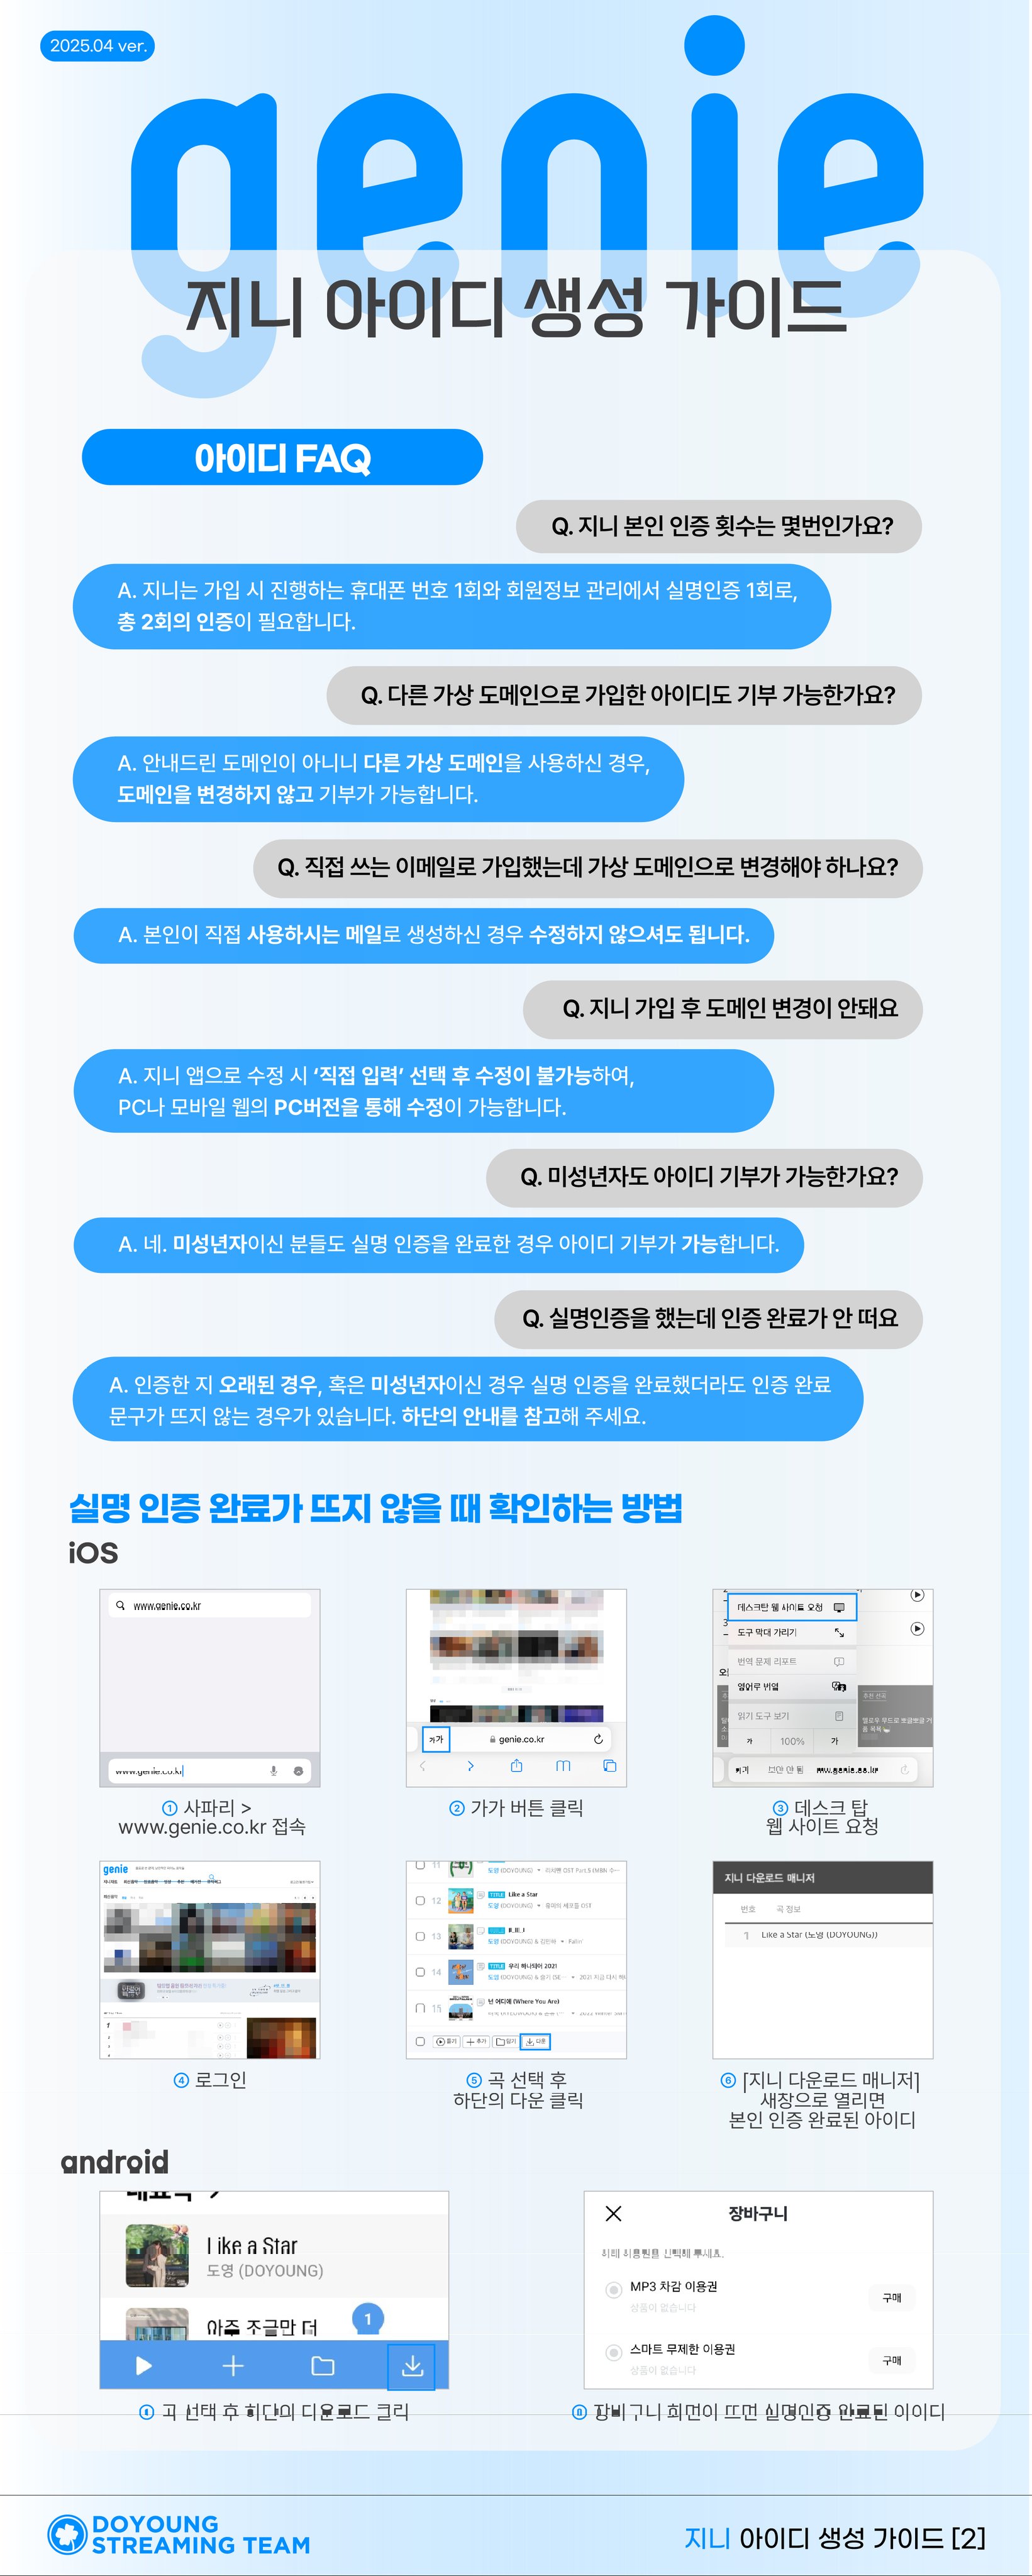 2025.04 ver.
genie
지니 아이디 생성 가이드
아이디 FAQ
Q. 지니 본인 인증 횟수는 몇번인가요?
A. 지니는 가입 시 진행하는 휴대폰 번호 1회와 회원정보 관리에서 실명인증 1회로,
총 2회의 인증이 필요합니다.
Q. 다른 가상 도메인으로 가입한 아이디도 기부 가능한가요?
A. 안내드린 도메인이 아니니 다른 가상 도메인을 사용하신 경우,
도메인을 변경하지 않고 기부가 가능합니다.
Q. 직접 쓰는 이메일로 가입했는데 가상 도메인으로 변경해야 하나요?
A. 본인이 직접 사용하시는 메일로 생성하신 경우 수정하지 않으셔도 됩니다.
Q. 지니 가입 후 도메인 변경이 안돼요
A. 지니 앱으로 수정 시 ‘직접 입력’ 선택 후 수정이 불가능하여,
PC나 모바일 웹의 PC버전을 통해 수정이 가능합니다.
Q. 미성년자도 아이디 기부가 가능한가요?
A. 네. 미성년자이신 분들도 실명 인증을 완료한 경우 아이디 기부가 가능합니다.
Q. 실명인증을 했는데 인증 완료가 안 떠요
A. 인증한 지 오래된 경우, 혹은 미성년자이신 경우 실명 인증을 완료했더라도 인증 완료
문구가 뜨지 않는 경우가 있습니다. 하단의 안내를 참고해 주세요.
실명 인증 완료가 뜨지 않을 때 확인하는 방법
iOS
www.genie.co.kr
www.genie.co.kr
① 사파리 >
www.genie.co.kr 접속
가가
genie.co.kr
② 가가 버튼 클릭
데스크탑 웹 사이트 요청
도구 막대 가리기
번역 문제 리포트
영어로 번역
읽기 도구 보기
가 100% 가
③ 데스크 탑
웹 사이트 요청
genie
④ 로그인
12 TITLE Like a Star
도영 (DOYOUNG)
13 TITLE
도영 (DOYOUNG) & 김민석 • Fallin'
14 TITLE 우리 하나되어 2021
15 넌 어디에 (Where You Are)
듣기 추가 담기 다운
⑤ 곡 선택 후
하단의 다운 클릭
지니 다운로드 매니저
번호 곡 정보
1 Like a Star (도영 (DOYOUNG))
⑥ [지니 다운로드 매니저]
새창으로 열리면
본인 인증 완료된 아이디
android
Like a Star
도영 (DOYOUNG)
아주 조금만 더
1
장바구니
MP3 차감 이용권
상품이 없습니다
구매
스마트 무제한 이용권
상품이 없습니다
구매
곡 선택 후 하단의 다운로드 클릭
장바구니 화면이 뜨면 실명인증 완료된 아이디
DOYOUNG
STREAMING TEAM
지니 아이디 생성 가이드 [2]